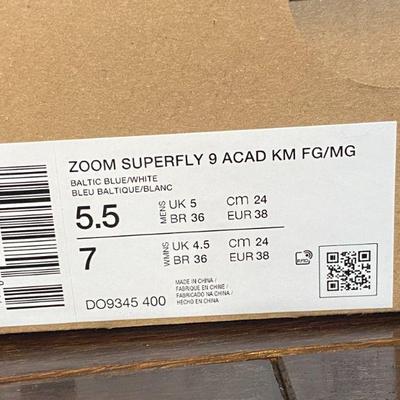 ZOOM SUPERFLY 9 ACAD KM FG/MG
BALTIC BLUE/WHITE
BLEU BALTIQUE/BLANC
5.5 MENS UK 5 CM 24
BR 36 EUR 38
7 WMNS UK 4.5 CM 24
BR 36 EUR 38
MADE IN CHINA /
FABRIQUE EN CHINE /
FABRICADO NA CHINA /
HECHO EN CHINA
DO9345 400